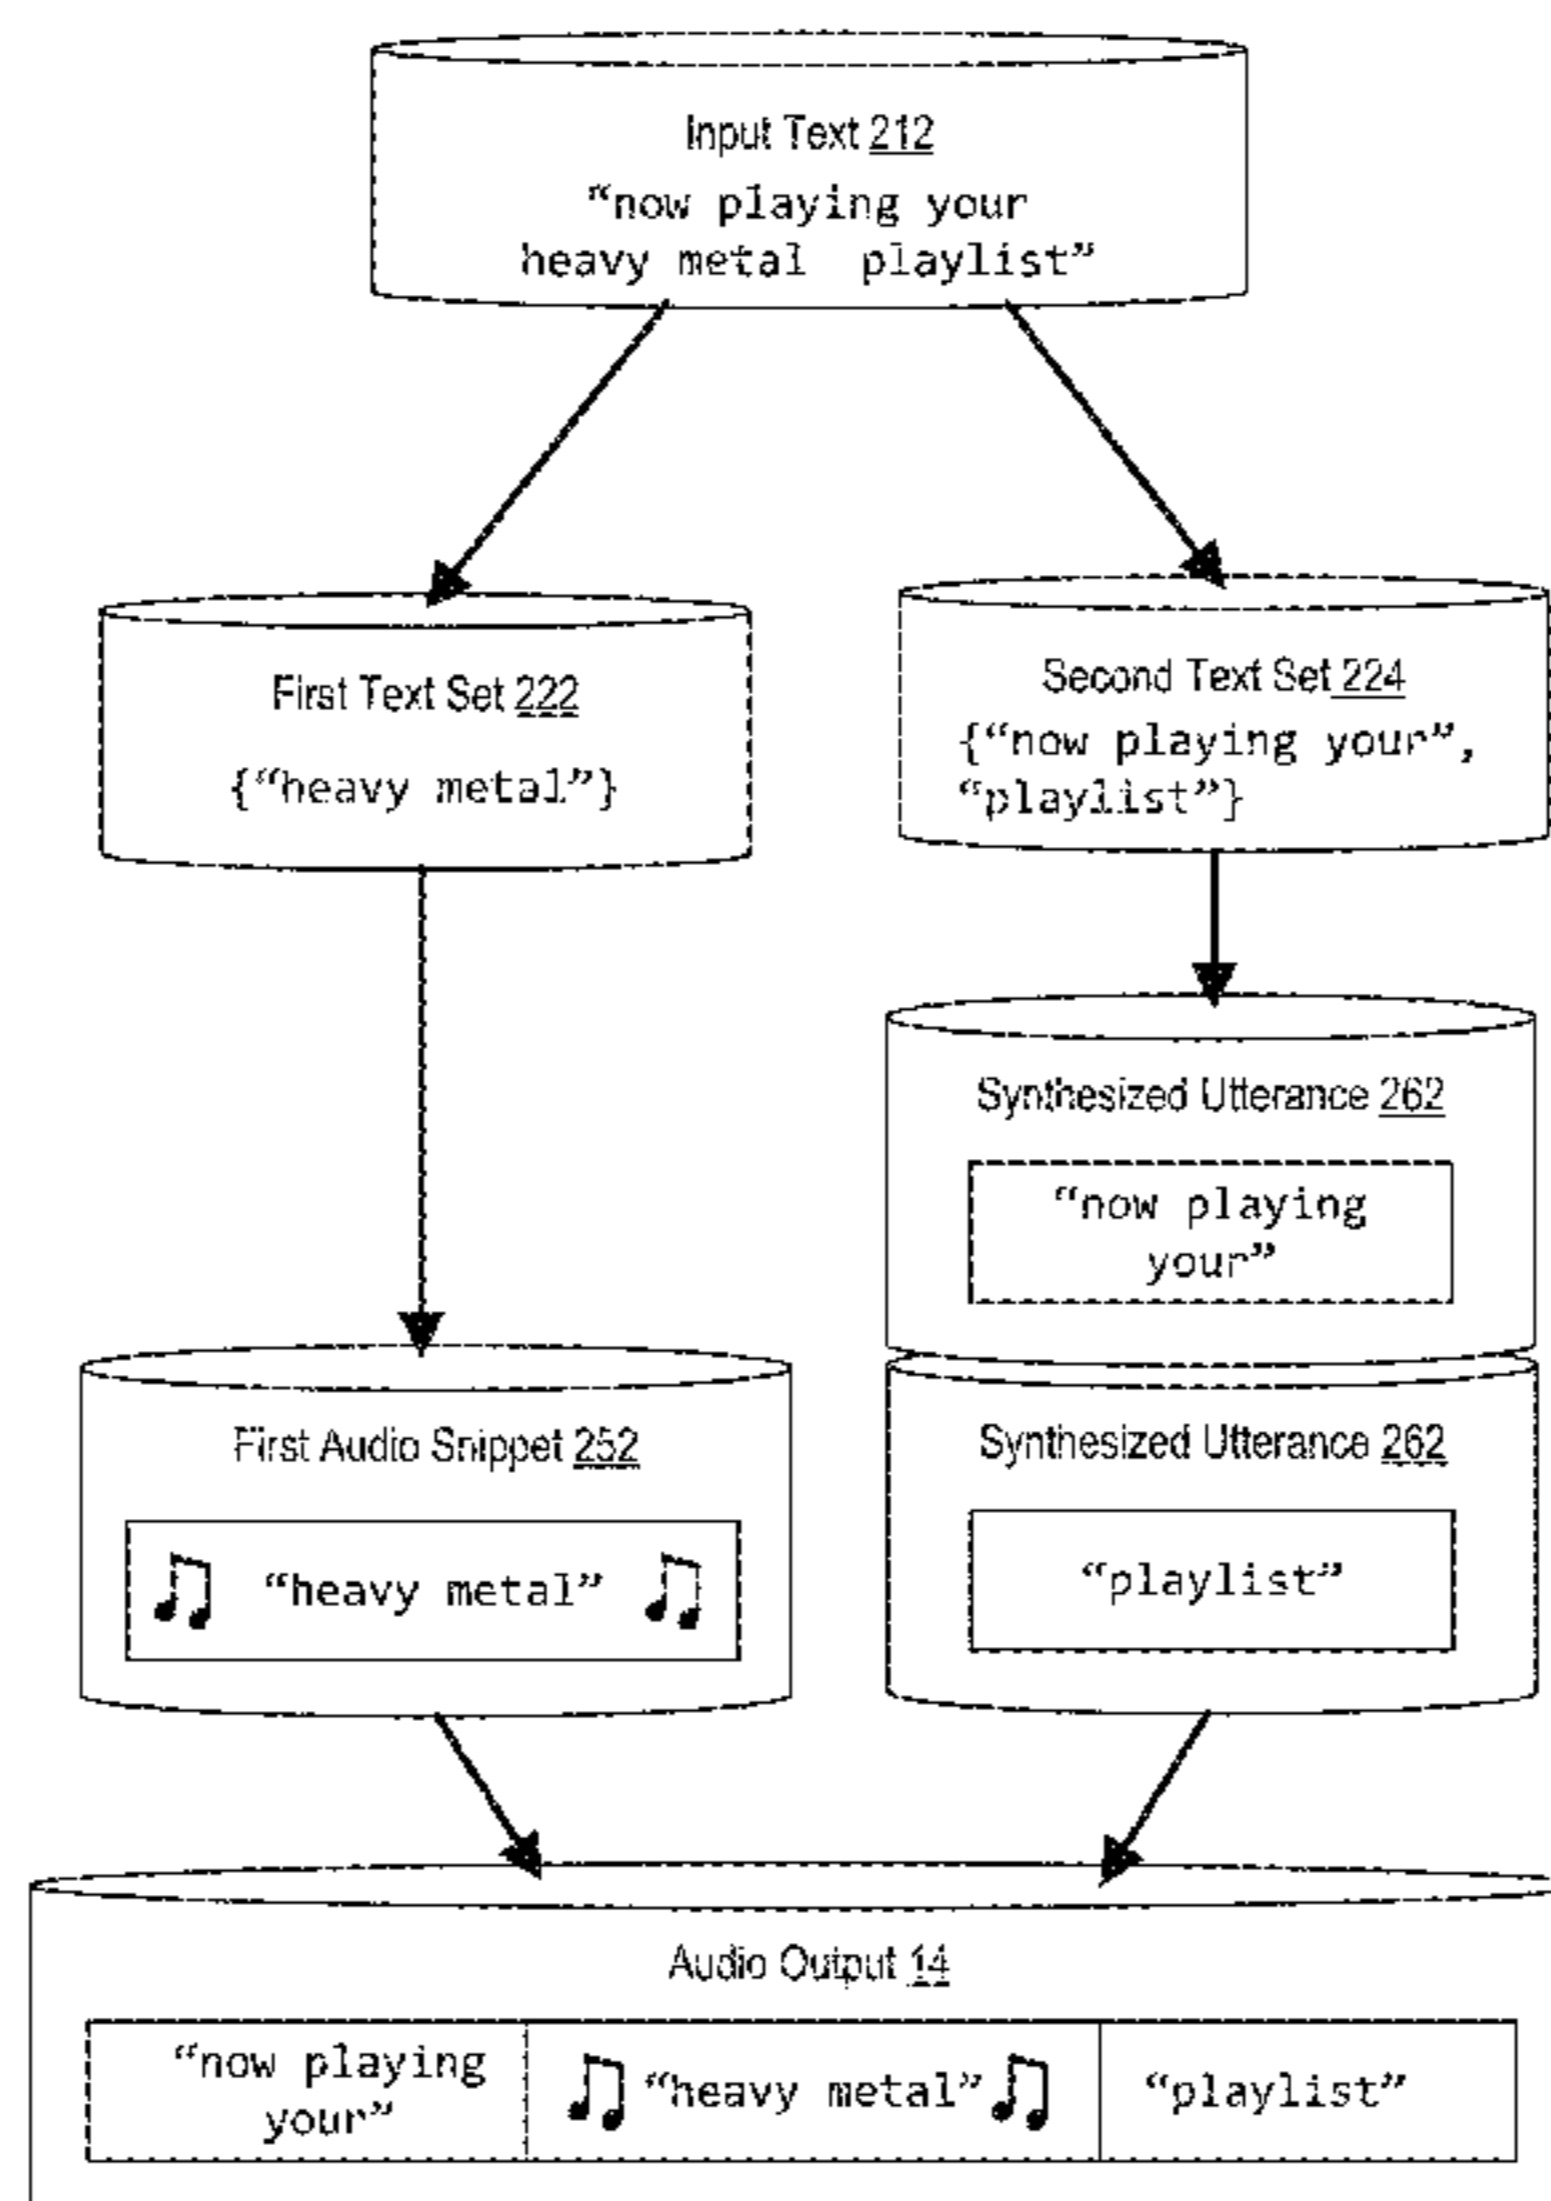 Input Text 212
“now playing your
heavy metal playlist”
First Text Set 222
{“heavy metal”}
Second Text Set 224
{“now playing your”,
“playlist”}
Synthesized Utterance 262
“now playing
your”
First Audio Snippet 252
“heavy metal”
Synthesized Utterance 262
“playlist”
Audio Output 14
“now playing
your”
“heavy metal”
“playlist”